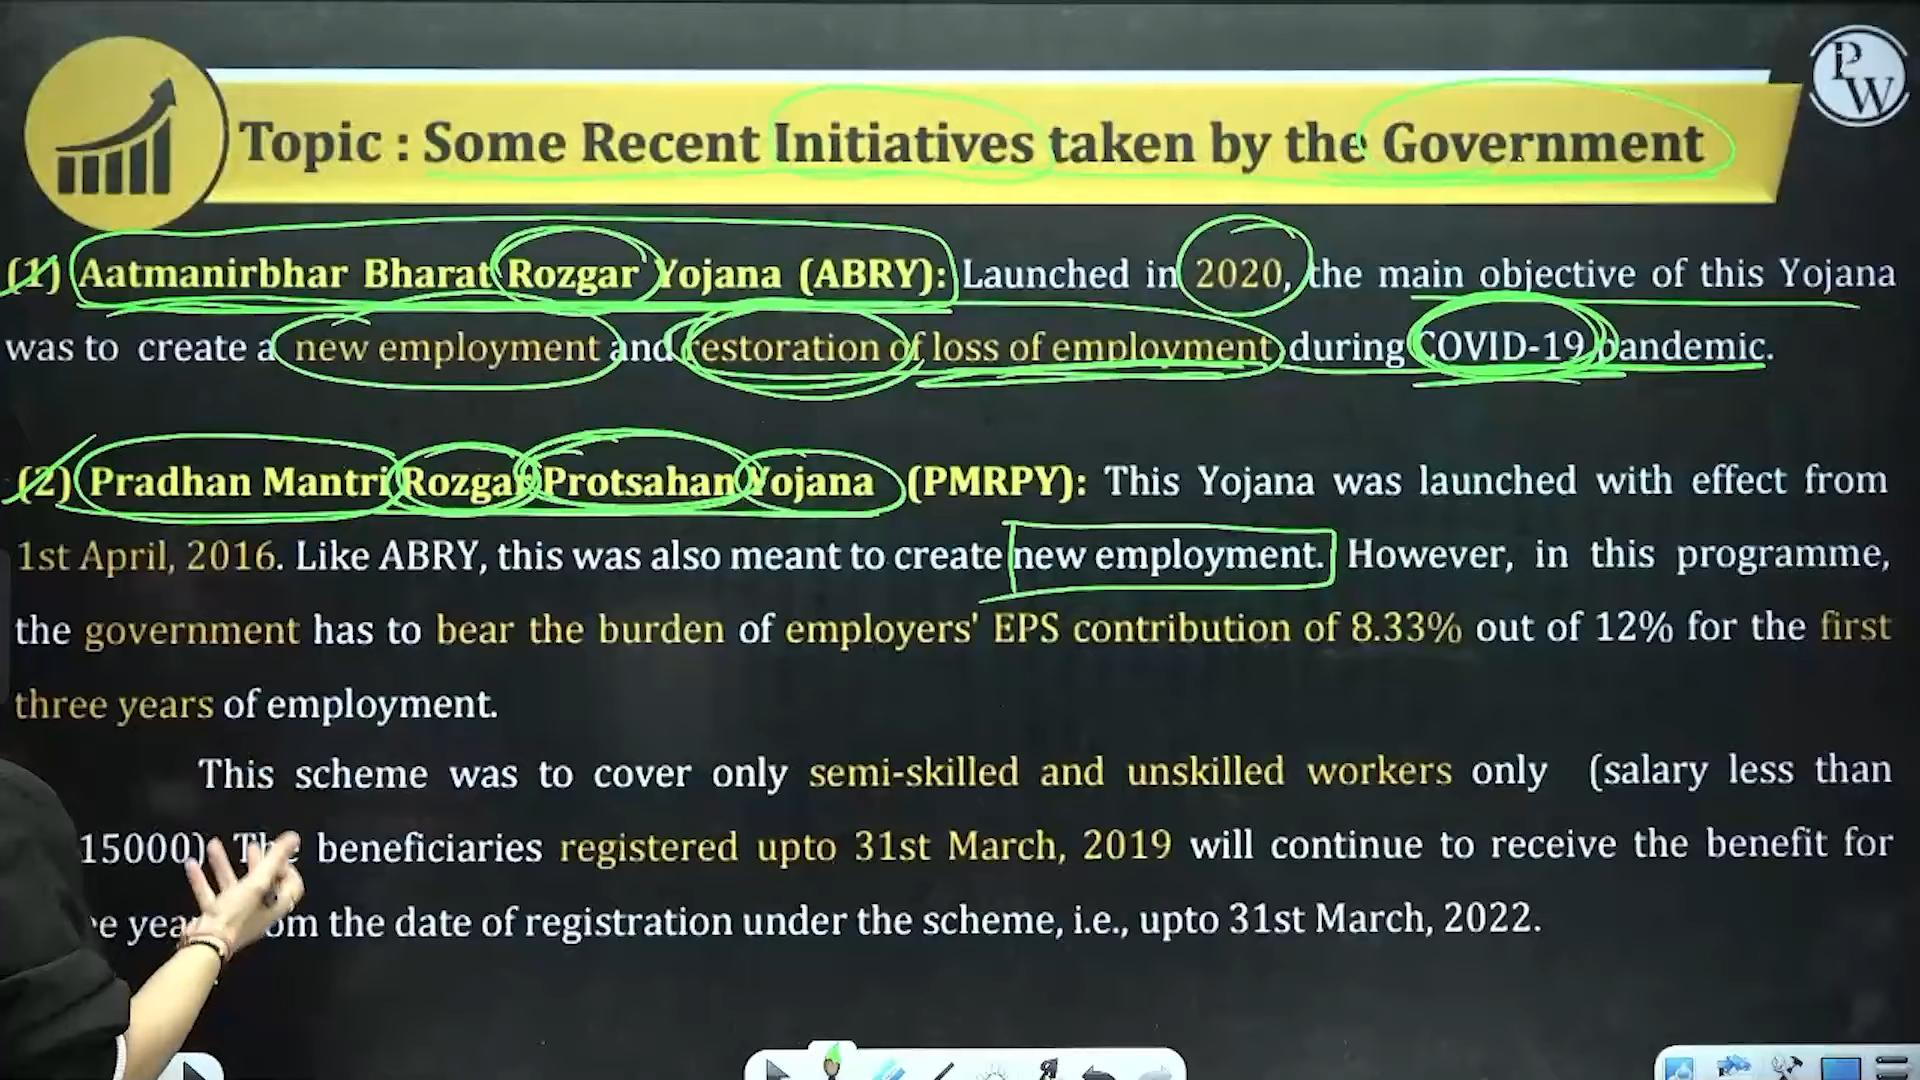 P
W
Topic : Some Recent Initiatives taken by the Government
(1) Aatmanirbhar Bharat Rozgar Yojana (ABRY): Launched in 2020, the main objective of this Yojana
was to create a new employment and restoration of loss of employment during COVID-19 pandemic.
(2) Pradhan Mantri Rozgar Protsahan Yojana (PMRPY): This Yojana was launched with effect from
1st April, 2016. Like ABRY, this was also meant to create new employment. However, in this programme,
the government has to bear the burden of employers' EPS contribution of 8.33% out of 12% for the first
three years of employment.
This scheme was to cover only semi-skilled and unskilled workers only (salary less than
15000). The beneficiaries registered upto 31st March, 2019 will continue to receive the benefit for
the date of registration under the scheme, i.e., upto 31st March, 2022.